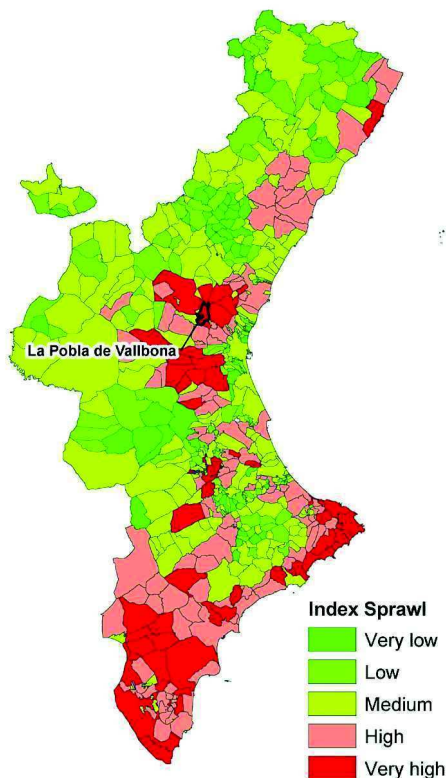 La Pobla de Vallbona
Index Sprawl
Very low
Low
Medium
High
Very high